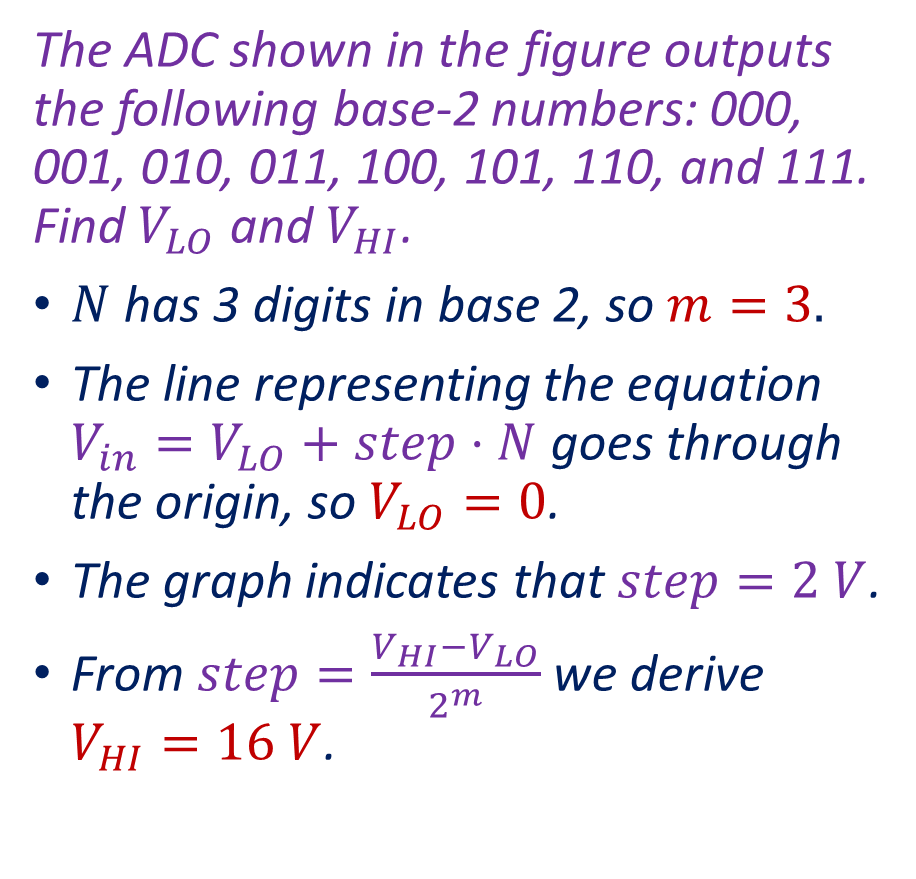 The ADC shown in the figure outputs
the following base-2 numbers: 000,
001, 010, 011, 100, 101, 110, and 111.
Find V_{LO} and V_{HI}.
• N has 3 digits in base 2, so m = 3.
• The line representing the equation
V_{in} = V_{LO} + step · N goes through
the origin, so V_{LO} = 0.
• The graph indicates that step = 2 V.
• From step = \frac{V_{HI}−V_{LO}}{2^m} we derive
V_{HI} = 16 V.